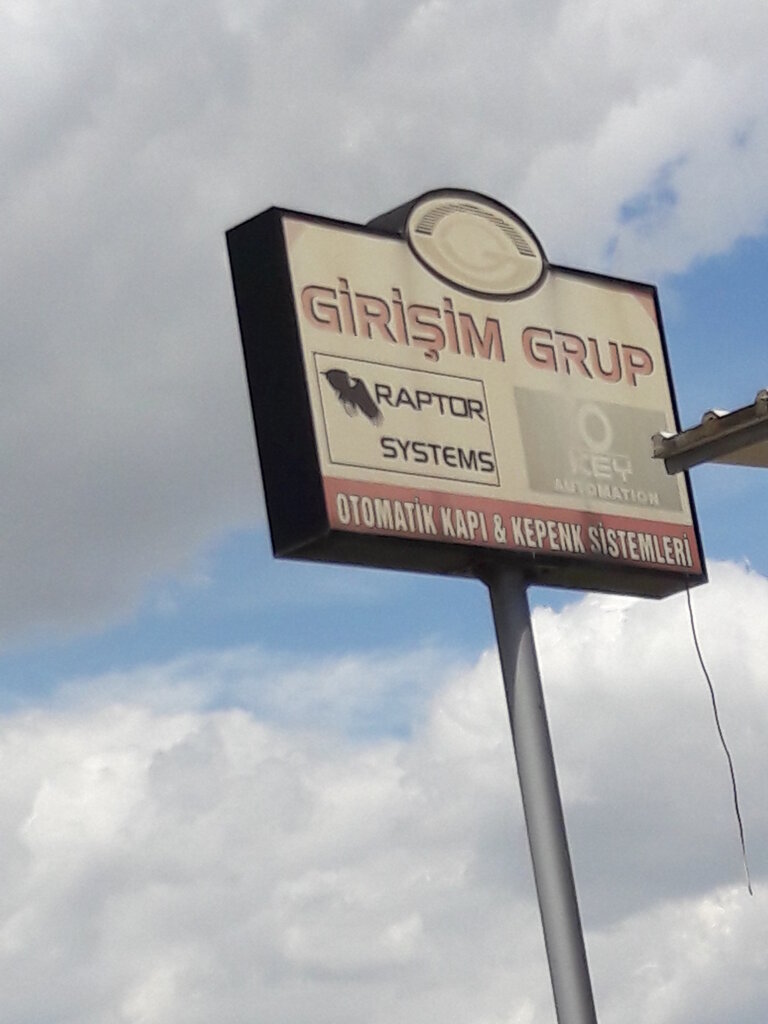 GİRİŞİM GRUP
RAPTOR
SYSTEMS
KEY
AUTOMATION
OTOMATİK KAPI & KEPENK SİSTEMLERİ